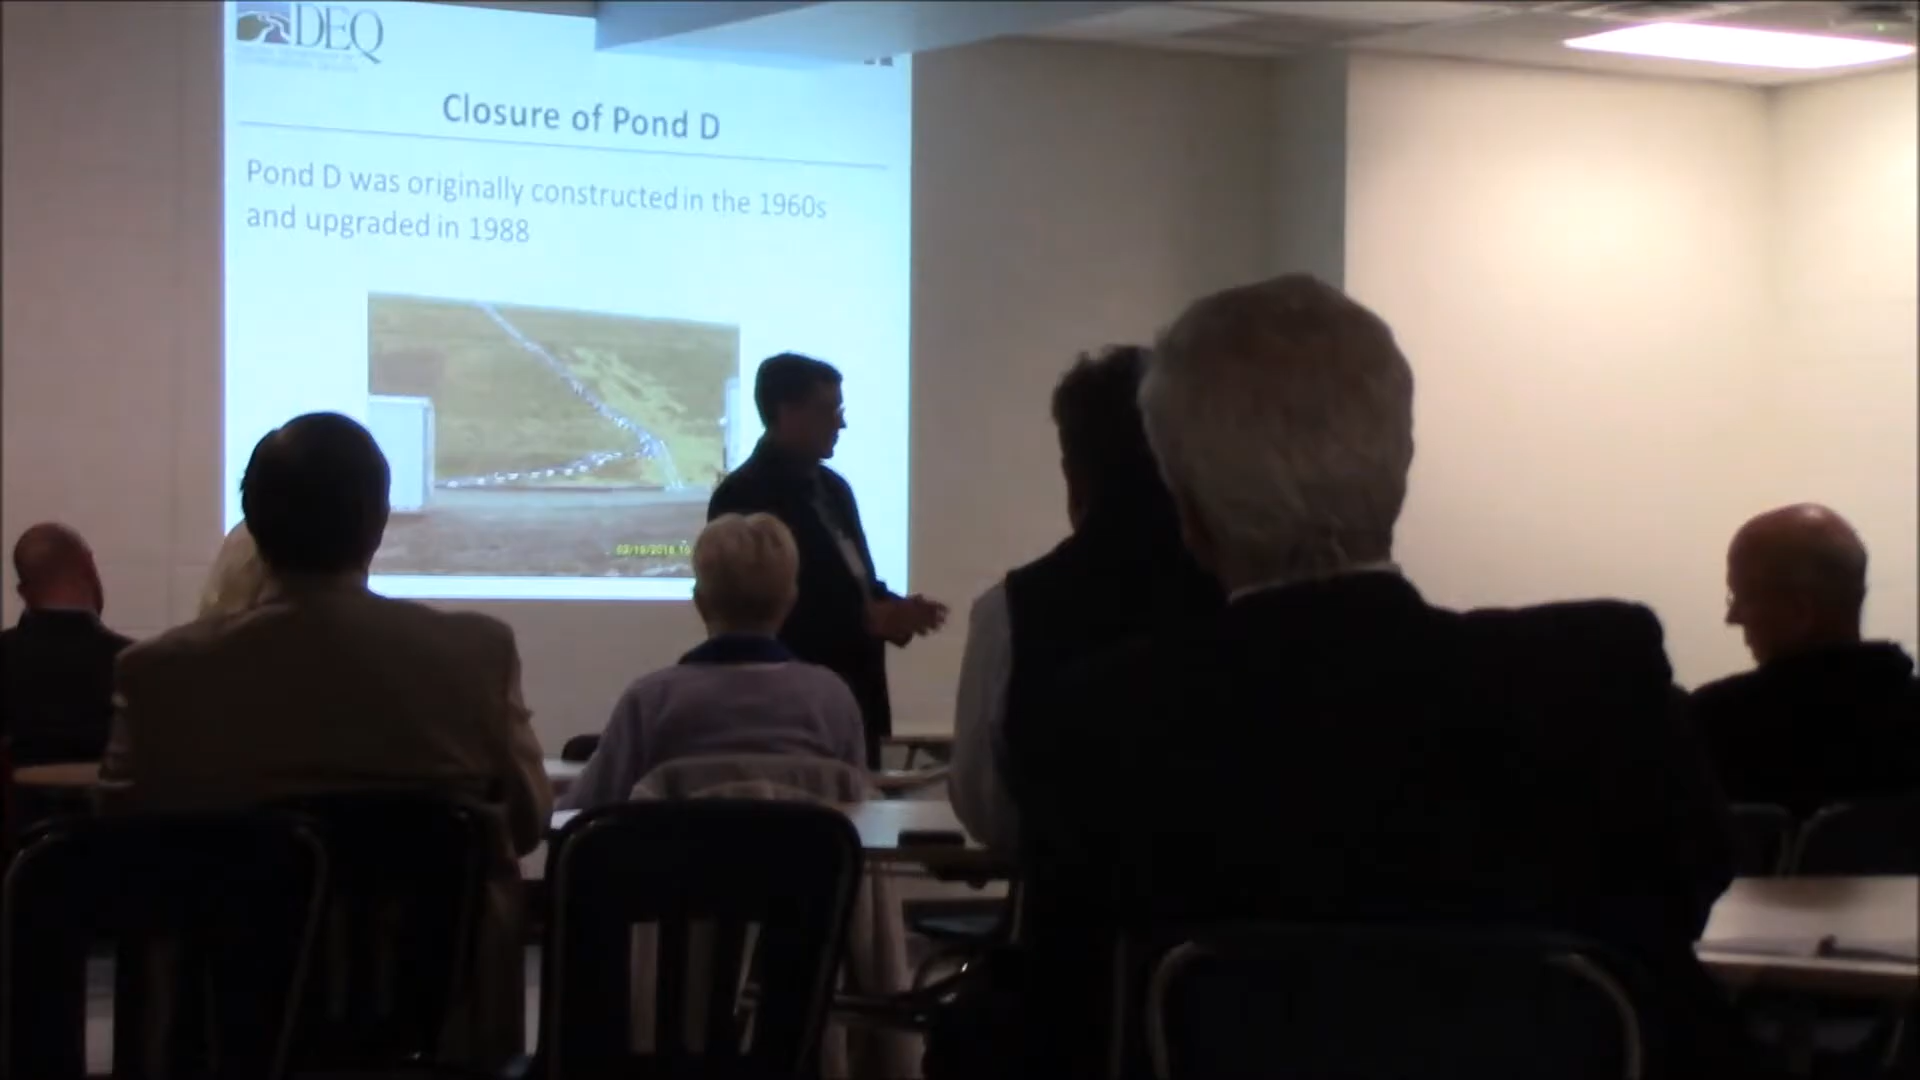 DEQ
Closure of Pond D
Pond D was originally constructed in the 1960s
and upgraded in 1988